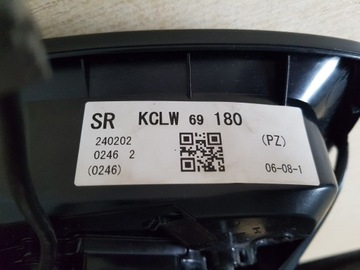 SR KCLW 69 180
240202
0246 2 (PZ)
(0246) 06-08-1